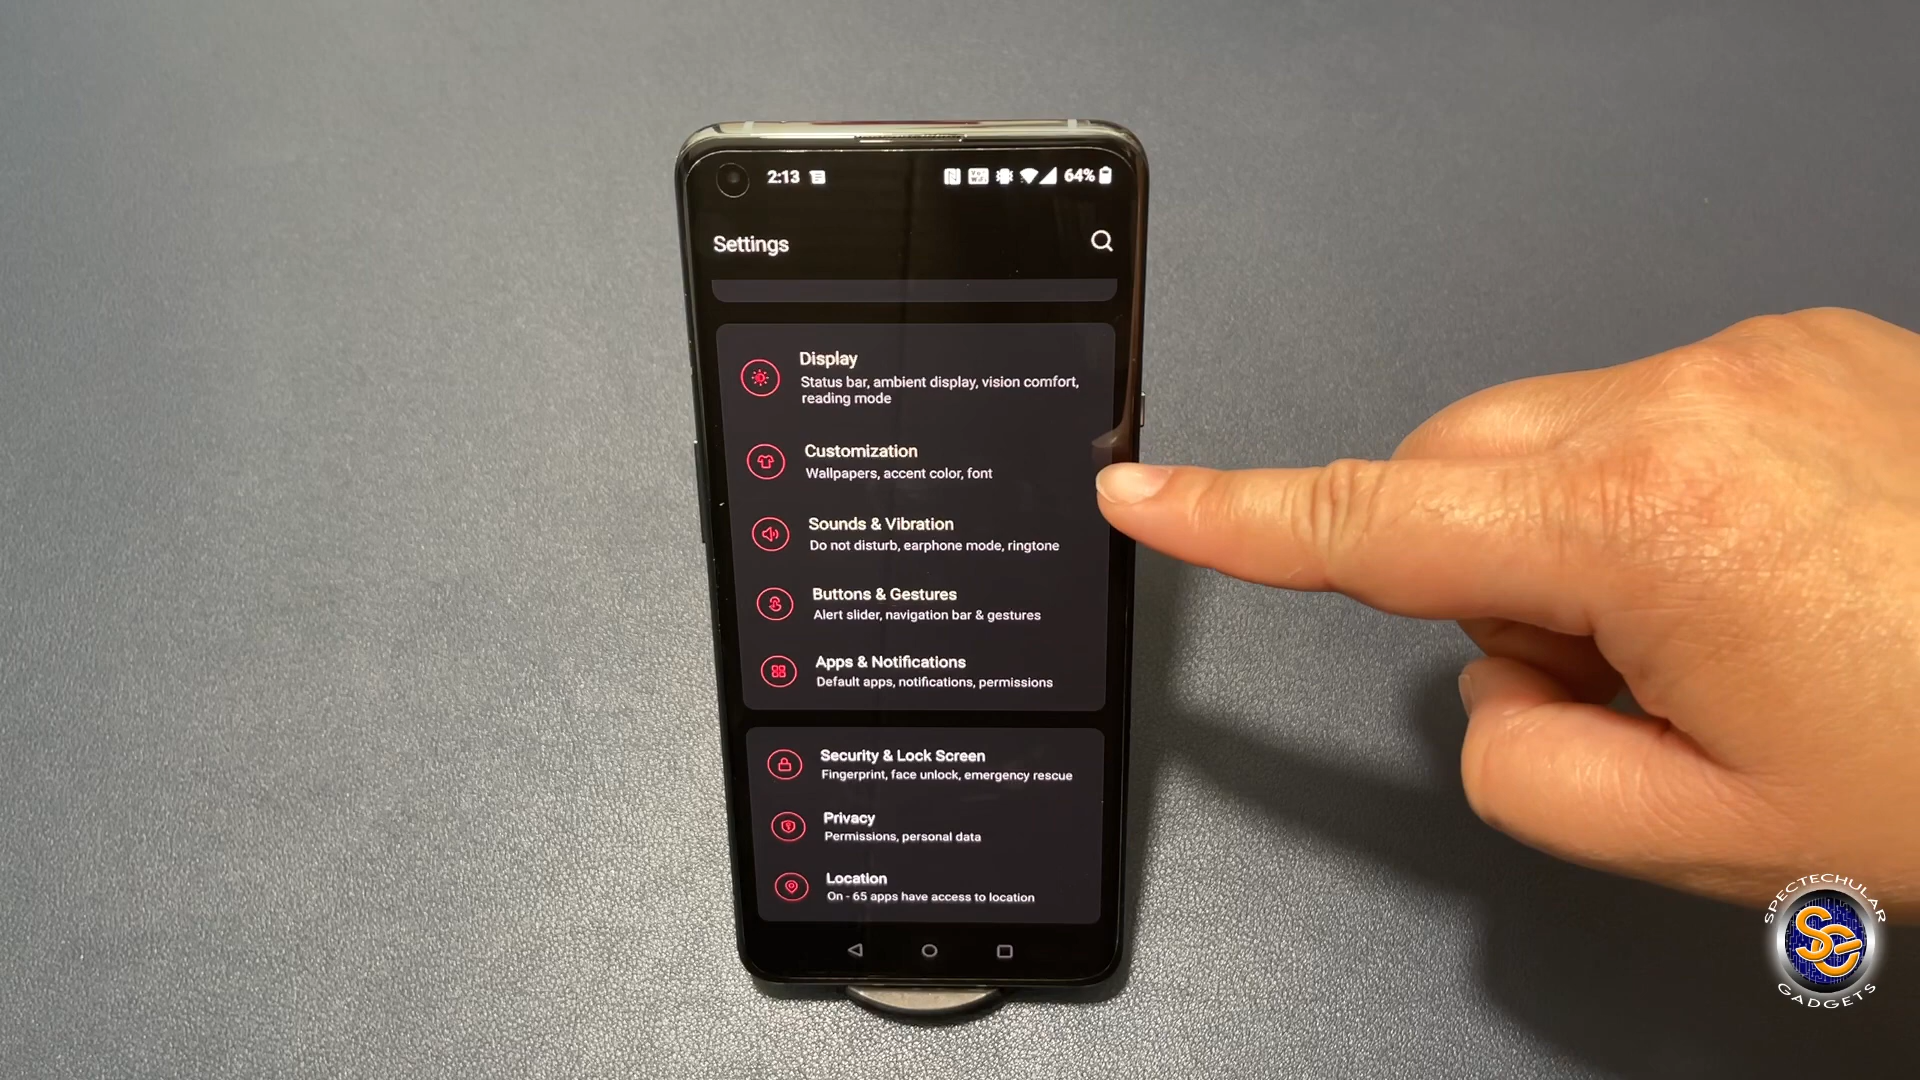 2:13
64%
Settings
Display
Status bar, ambient display, vision comfort,
reading mode
Customization
Wallpapers, accent color, font
Sounds & Vibration
Do not disturb, earphone mode, ringtone
Buttons & Gestures
Alert slider, navigation bar & gestures
Apps & Notifications
Default apps, notifications, permissions
Security & Lock Screen
Fingerprint, face unlock, emergency rescue
Privacy
Permissions, personal data
Location
On - 65 apps have access to location
SPECTECHULAR
SG
GADGETS